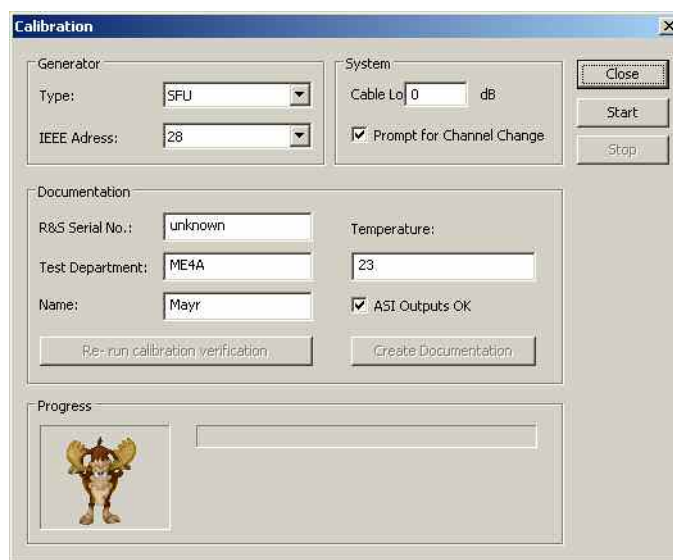 Calibration
Generator
Type:
SFU
IEEE Adress:
28
System
Cable Lo
0
dB
Prompt for Channel Change
Close
Start
Stop
Documentation
R&S Serial No.:
unknown
Test Department:
ME4A
Name:
Mayr
Temperature:
23
ASI Outputs OK
Re- run calibration verification
Create Documentation
Progress